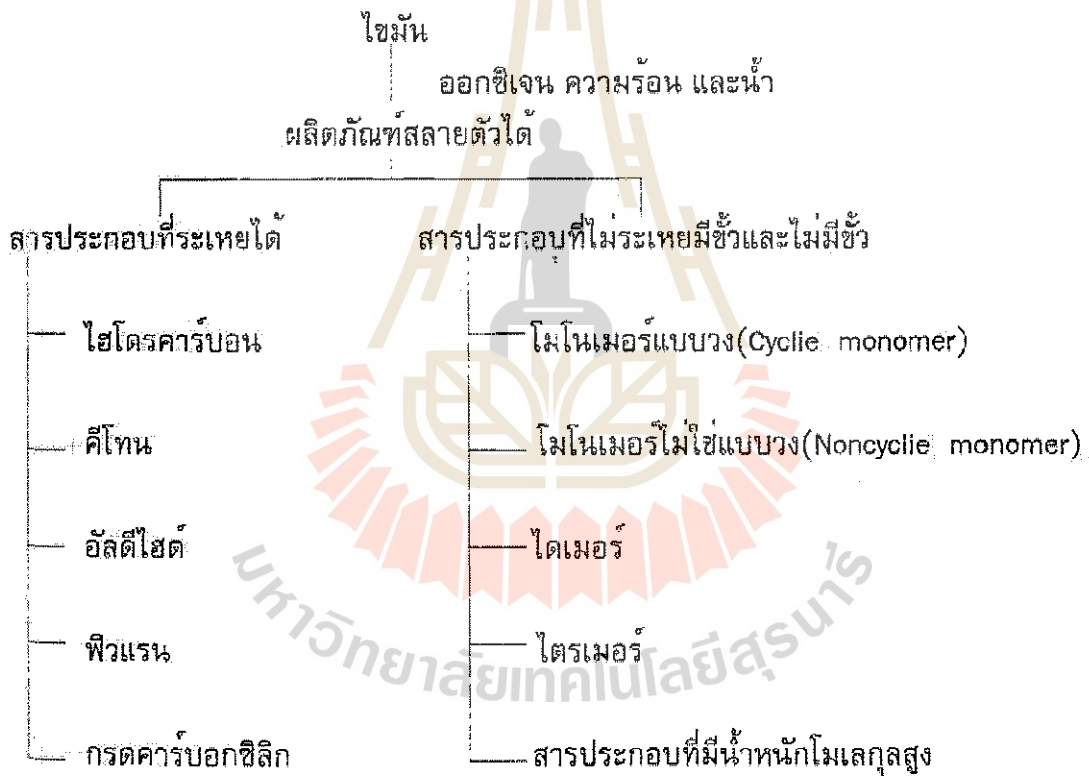 ไขมัน
ออกซิเจน ความร้อน และน้ำ
ผลิตภัณฑ์สลายตัวได้
สารประกอบที่ระเหยได้
สารประกอบที่ไม่ระเหยมีขั้วและไม่มีขั้ว
ไฮโดรคาร์บอน
โมโนเมอร์แบบวง(Cyclie monomer)
คีโทน
โมโนเมอร์ไม่ใช่แบบวง(Noncyclie monomer)
อัลดีไฮด์
ไดเมอร์
ฟิวแรน
ไตรเมอร์
กรดคาร์บอกซิลิก
สารประกอบที่มีน้ำหนักโมเลกุลสูง
มหาวิทยาลัยเทคโนโลยีสุรนารี